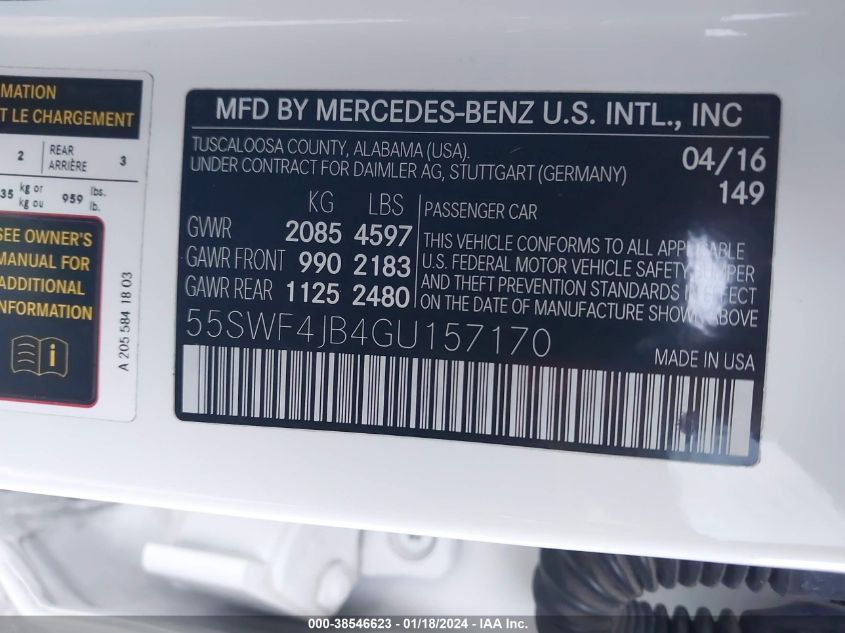 MATION
T LE CHARGEMENT
2 REAR ARRIÈRE 3
35 kg or kg ou 959 lbs. lb.
SEE OWNER'S
MANUAL FOR
ADDITIONAL
INFORMATION
A 205 584 18 03
MFD BY MERCEDES-BENZ U.S. INTL., INC
TUSCALOOSA COUNTY, ALABAMA (USA).
UNDER CONTRACT FOR DAIMLER AG, STUTTGART (GERMANY)
04/16
149
KG LBS
GVWR 2085 4597
GAWR FRONT 990 2183
GAWR REAR 1125 2480
PASSENGER CAR
THIS VEHICLE CONFORMS TO ALL APPLICABLE
U.S. FEDERAL MOTOR VEHICLE SAFETY, BUMPER
AND THEFT PREVENTION STANDARDS IN EFFECT
ON THE DATE OF MANUFACTURE SHOWN ABOVE
55SWF4JB4GU157170
MADE IN USA
000-38546623 - 01/18/2024 - IAA Inc.